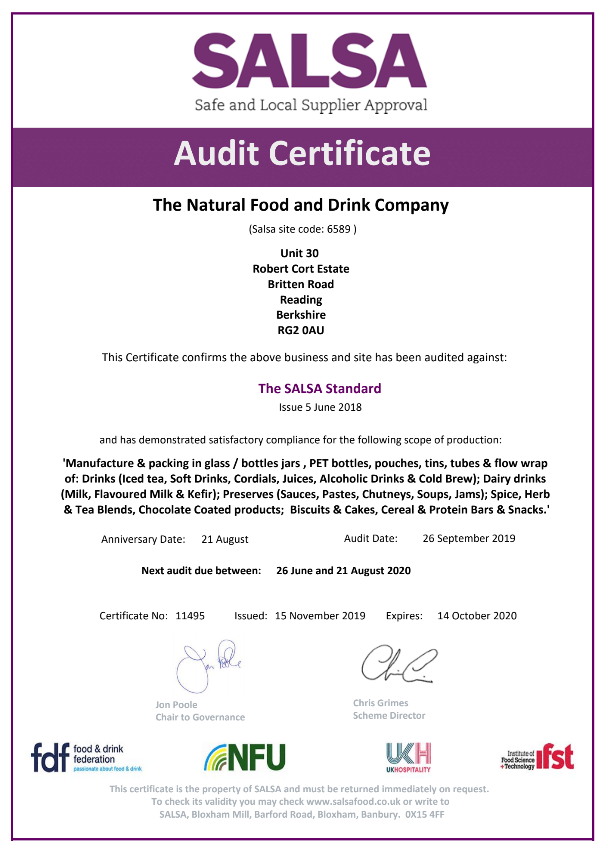 SALSA
Safe and Local Supplier Approval
Audit Certificate
The Natural Food and Drink Company
(Salsa site code: 6589 )
Unit 30
Robert Cort Estate
Britten Road
Reading
Berkshire
RG2 0AU
This Certificate confirms the above business and site has been audited against:
The SALSA Standard
Issue 5 June 2018
and has demonstrated satisfactory compliance for the following scope of production:
'Manufacture & packing in glass / bottles jars , PET bottles, pouches, tins, tubes & flow wrap
of: Drinks (Iced tea, Soft Drinks, Cordials, Juices, Alcoholic Drinks & Cold Brew); Dairy drinks
(Milk, Flavoured Milk & Kefir); Preserves (Sauces, Pastes, Chutneys, Soups, Jams); Spice, Herb
& Tea Blends, Chocolate Coated products;  Biscuits & Cakes, Cereal & Protein Bars & Snacks.'
Anniversary Date: 21 August Audit Date: 26 September 2019
Next audit due between: 26 June and 21 August 2020
Certificate No: 11495 Issued: 15 November 2019 Expires: 14 October 2020
Jon Poole
Jon Poole
Chair to Governance
Chris Grimes
Scheme Director
fdf food & drink
federation
passionate about food & drink
NFU
UKH
UKHOSPITALITY
Institute of
Food Science
+Technology
ifst
This certificate is the property of SALSA and must be returned immediately on request.
To check its validity you may check www.salsafood.co.uk or write to
SALSA, Bloxham Mill, Barford Road, Bloxham, Banbury.  0X15 4FF